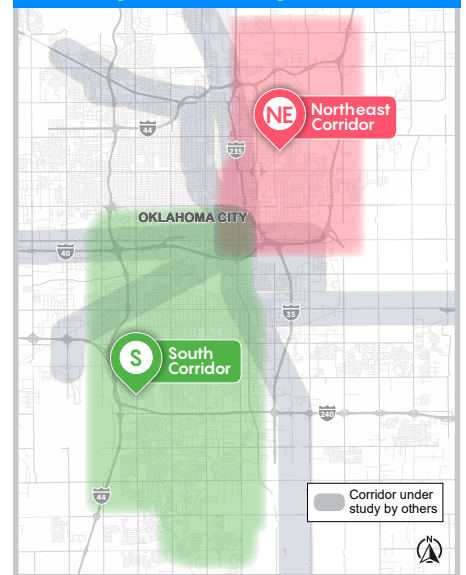 44
NE
Northeast
Corridor
235
OKLAHOMA CITY
40
35
S
South
Corridor
240
44
Corridor under
study by others
N